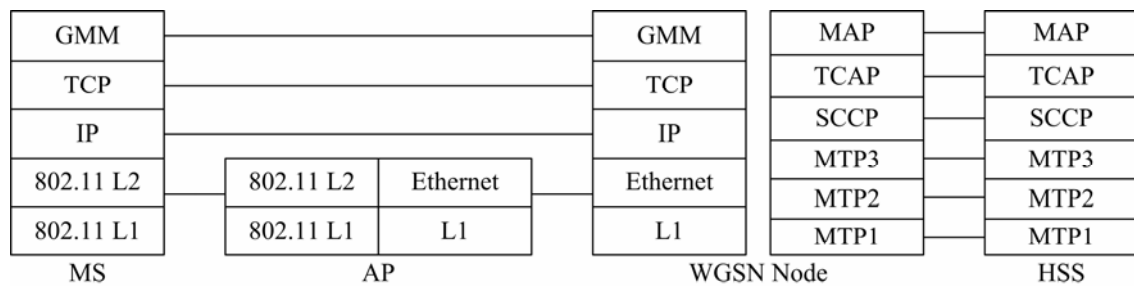 GMM GMM MAP MAP
TCP TCP TCAP TCAP
IP IP SCCP SCCP
802.11 L2 802.11 L2 Ethernet Ethernet MTP3 MTP3
MTP2 MTP2
802.11 L1 802.11 L1 L1 L1 MTP1 MTP1
MS AP WGSN Node HSS